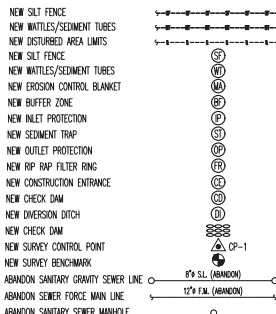 NEW SILT FENCE
NEW WATTLES/SEDIMENT TUBES
NEW DISTURBED AREA LIMITS
NEW SILT FENCE SF
NEW WATTLES/SEDIMENT TUBES WT
NEW EROSION CONTROL BLANKET MA
NEW BUFFER ZONE BF
NEW INLET PROTECTION IP
NEW SEDIMENT TRAP ST
NEW OUTLET PROTECTION OP
NEW RIP RAP FILTER RING FR
NEW CONSTRUCTION ENTRANCE CE
NEW CHECK DAM CD
NEW DIVERSION DITCH DI
NEW CHECK DAM
NEW SURVEY CONTROL POINT CP-1
NEW SURVEY BENCHMARK
ABANDON SANITARY GRAVITY SEWER LINE 8"ø S.L. (ABANDON)
ABANDON SEWER FORCE MAIN LINE 12"ø F.M. (ABANDON)
ABANDON SANITARY SEWER MANHOLE